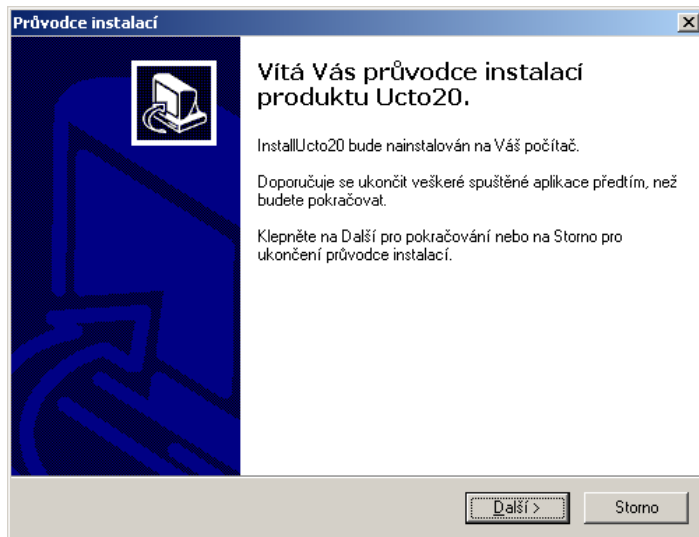 Průvodce instalací
Vítá Vás průvodce instalací
produktu Ucto20.
InstallUcto20 bude nainstalován na Váš počítač.
Doporučuje se ukončit veškeré spuštěné aplikace předtím, než
budete pokračovat.
Klepněte na Další pro pokračování nebo na Storno pro
ukončení průvodce instalací.
Další >
Storno